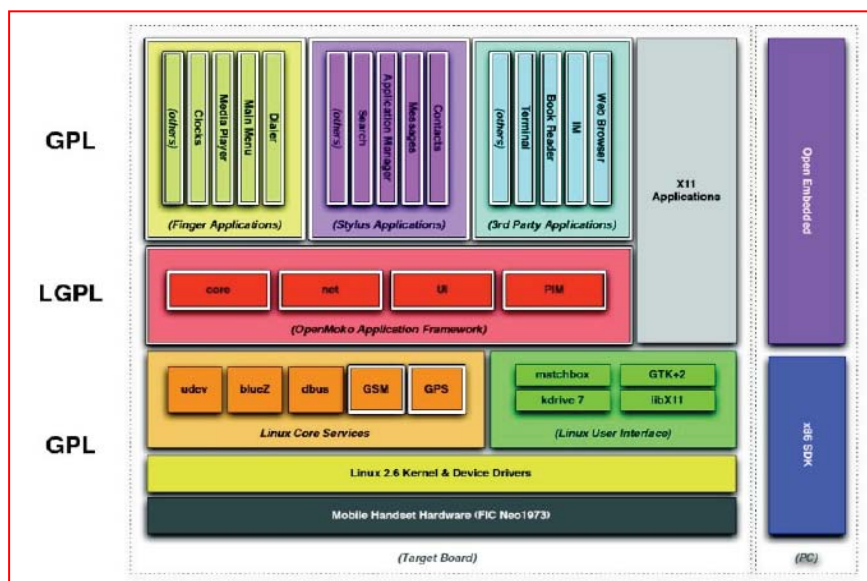 GPL
(others)
Clocks
Media Player
Main Menu
Dialer
(Finger Applications)
(others)
Search
Application Manager
Messages
Contacts
(Stylus Applications)
(others)
Terminal
Book Reader
IM
Web Browser
(3rd Party Applications)
X11
Applications
Open Embedded
LGPL
core
net
UI
PIM
(OpenMoko Application Framework)
GPL
udev
blueZ
dbus
GSM
GPS
Linux Core Services
matchbox
GTK+2
kdrive 7
libX11
(Linux User Interface)
x86 SDK
Linux 2.6 Kernel & Device Drivers
Mobile Handset Hardware (FIC Neo1973)
(Target Board)
(PC)